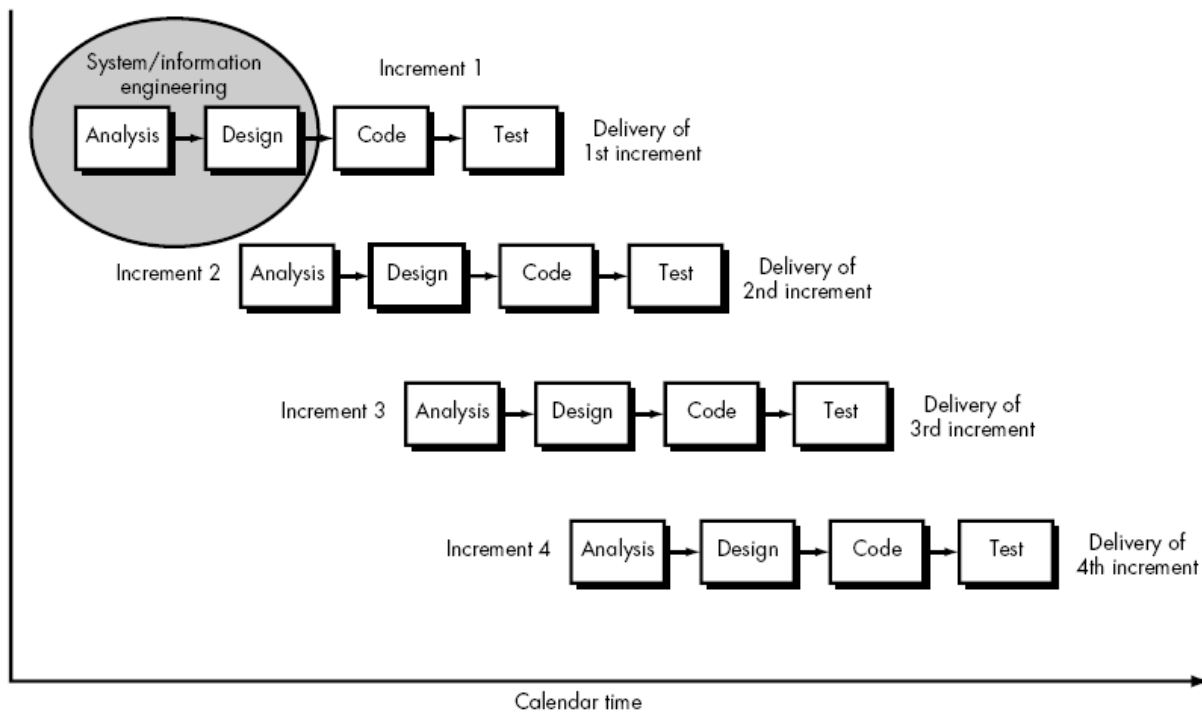 System/information
engineering
Increment 1
Analysis
Design
Code
Test
Delivery of
1st increment
Increment 2
Analysis
Design
Code
Test
Delivery of
2nd increment
Increment 3
Analysis
Design
Code
Test
Delivery of
3rd increment
Increment 4
Analysis
Design
Code
Test
Delivery of
4th increment
Calendar time